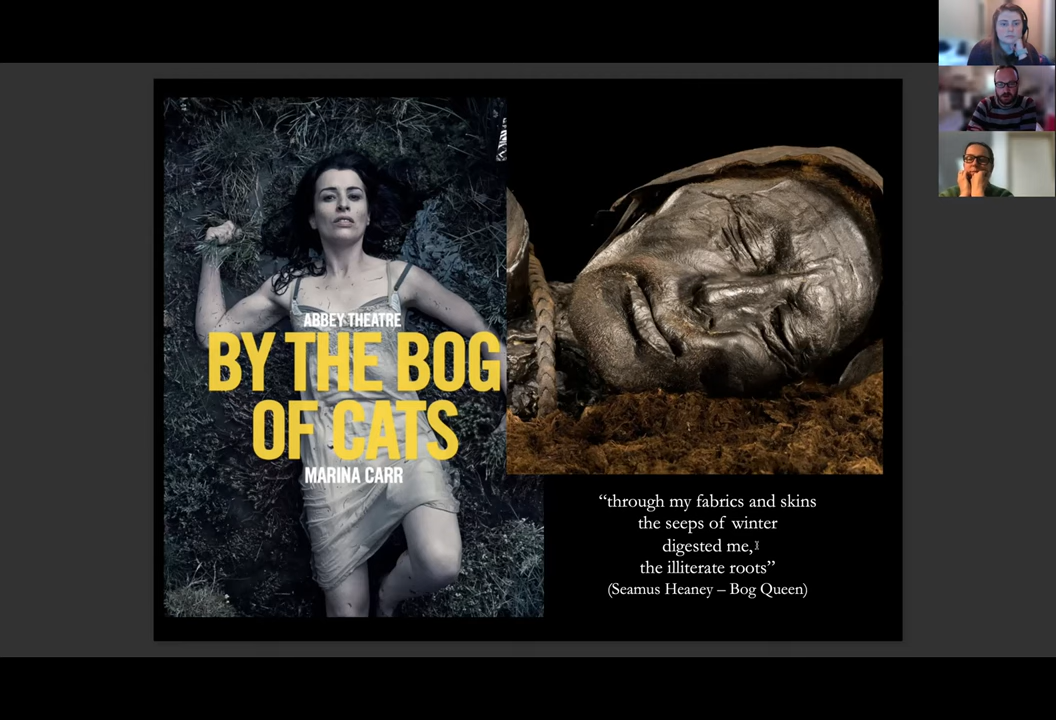 ABBEY THEATRE
BY THE BOG
OF CATS
MARINA CARR
“through my fabrics and skins
the seeps of winter
digested me,
the illiterate roots”
(Seamus Heaney – Bog Queen)